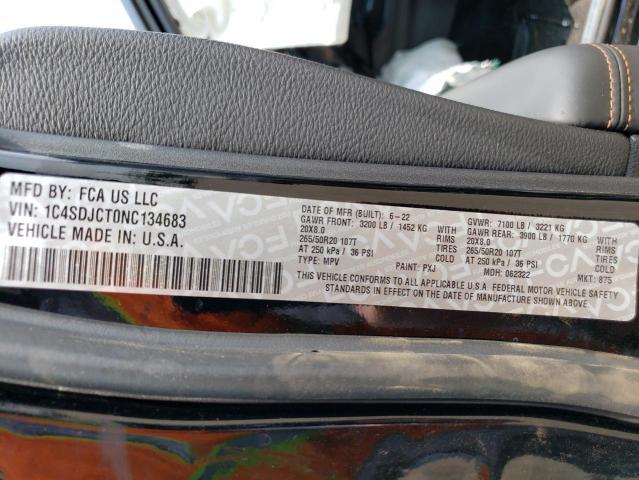 MFD BY: FCA US LLC
VIN: 1C4SDJCT0NC134683
VEHICLE MADE IN U.S.A.
DATE OF MFR (BUILT): 6-22 GVWR: 7100 LB / 3221 KG
GAWR FRONT: 3200 LB / 1452 KG WITH GAWR REAR: 3900 LB / 1770 KG WITH
20X8.0 RIMS 20X8.0 RIMS
265/50R20 107T TIRES 265/50R20 107T TIRES
AT 250 kPa / 36 PSI AT 250 kPa / 36 PSI
TYPE: MPV PAINT: PXJ MDH: 062322 MKT: 875
THIS VEHICLE CONFORMS TO ALL APPLICABLE U.S.A. FEDERAL MOTOR VEHICLE SAFETY
STANDARDS IN EFFECT ON THE DATE OF MANUFACTURE SHOWN ABOVE.